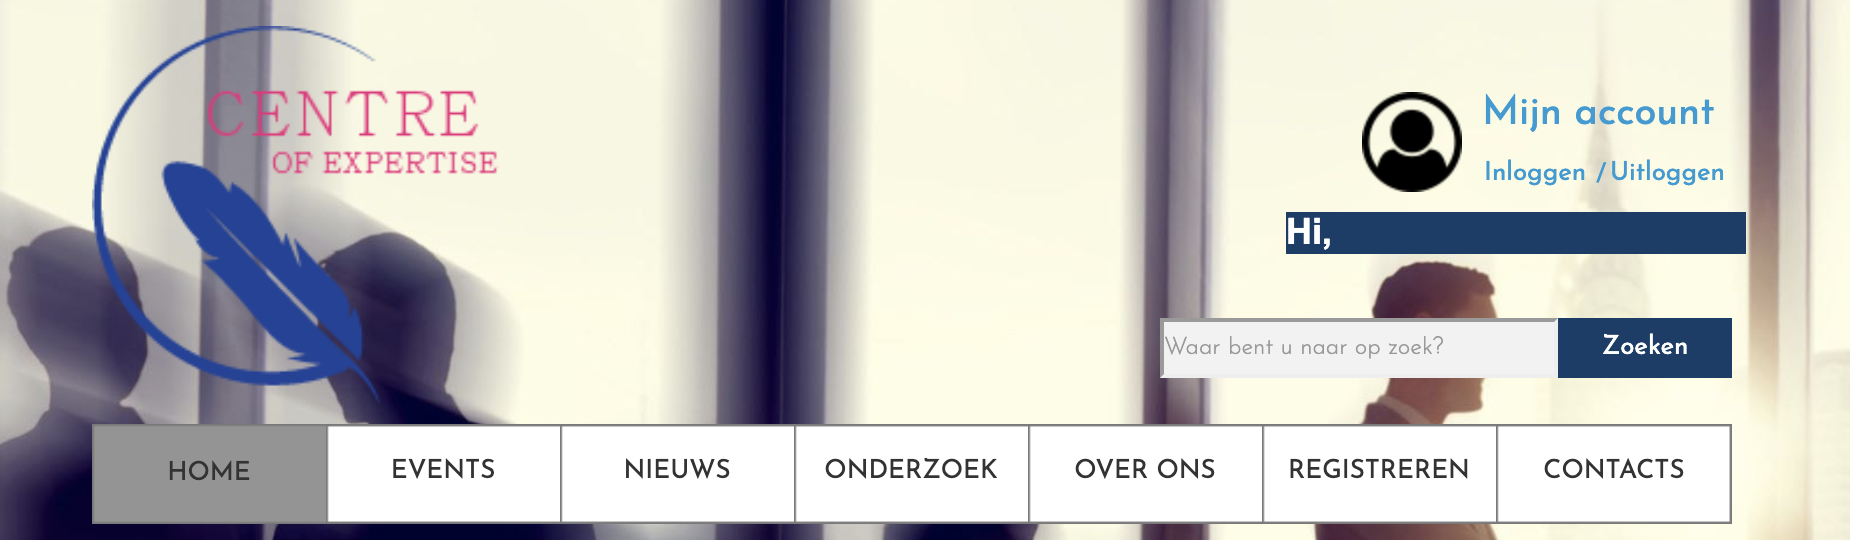 CENTRE
OF EXPERTISE
Mijn account
Inloggen / Uitloggen
Hi,
Waar bent u naar op zoek?
Zoeken
HOME
EVENTS
NIEUWS
ONDERZOEK
OVER ONS
REGISTREREN
CONTACTS